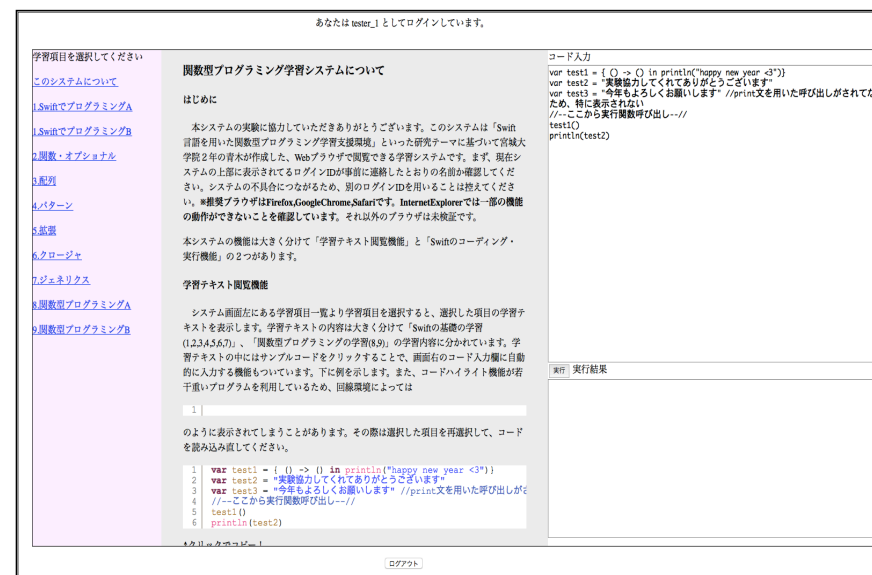 あなたは tester_1 としてログインしています。
学習項目を選択してください
このシステムについて
1.SwiftでプログラミングA
1.SwiftでプログラミングB
2.関数・オプショナル
3.配列
4.パターン
5.拡張
6.クロージャ
7.ジェネリクス
8.関数型プログラミングA
9.関数型プログラミングB
関数型プログラミング学習システムについて
はじめに
本システムの実験に協力していただきありがとうございます。このシステムは「Swift
言語を用いた関数型プログラミング学習支援環境」といった研究テーマに基づいて宮城大
学院２年の青木が作成した、Webブラウザで閲覧できる学習システムです。まず、現在シ
ステムの上部に表示されてるログインIDが事前に連絡したとおりの名前か確認してくだ
さい。システムの不具合につながるため、別のログインIDを用いることは控えてくださ
い。※推奨ブラウザはFirefox,GoogleChrome,Safariです。InternetExplorerでは一部の機能
の動作ができないことを確認しています。それ以外のブラウザは未検証です。
本システムの機能は大きく分けて「学習テキスト閲覧機能」と「Swiftのコーディング・
実行機能」の２つがあります。
学習テキスト閲覧機能
システム画面左にある学習項目一覧より学習項目を選択すると、選択した項目の学習テ
キストを表示します。学習テキストの内容は大きく分けて「Swiftの基礎の学習
(1,2,3,4,5,6,7)」、「関数型プログラミングの学習(8,9)」の学習内容に分かれています。学
習テキストの中にはサンプルコードをクリックすることで、画面右のコード入力欄に自動
的に入力する機能もついています。下に例を示します。また、コードハイライト機能が若
干重いプログラムを利用しているため、回線環境によっては
1
のように表示されてしまうことがあります。その際は選択した項目を再選択して、コード
を読み込み直してください。
1 var test1 = { () -> () in println("happy new year <3")}
2 var test2 = "実験協力してくれてありがとうございます"
3 var test3 = "今年もよろしくお願いします" //print文を用いた呼び出しがさ
4 //--ここから実行関数呼び出し--//
5 test1()
6 println(test2)
↑クリックでコピー！
コード入力
var test1 = { () -> () in println("happy new year <3")}
var test2 = "実験協力してくれてありがとうございます"
var test3 = "今年もよろしくお願いします" //print文を用いた呼び出しがされてな
ため、特に表示されない
//--ここから実行関数呼び出し--//
test1()
println(test2)
実行 実行結果
ログアウト